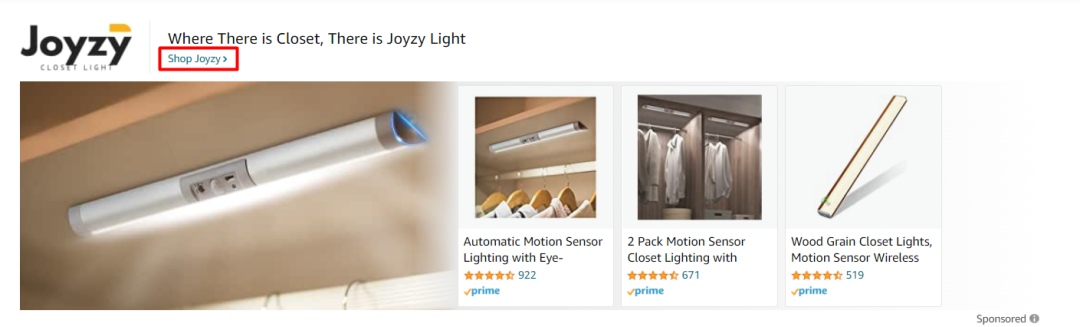 Joyzy
CLOSET LIGHT
Where There is Closet, There is Joyzy Light
Shop Joyzy ›
Automatic Motion Sensor
Lighting with Eye-
922
prime
2 Pack Motion Sensor
Closet Lighting with
671
prime
Wood Grain Closet Lights,
Motion Sensor Wireless
519
prime
Sponsored